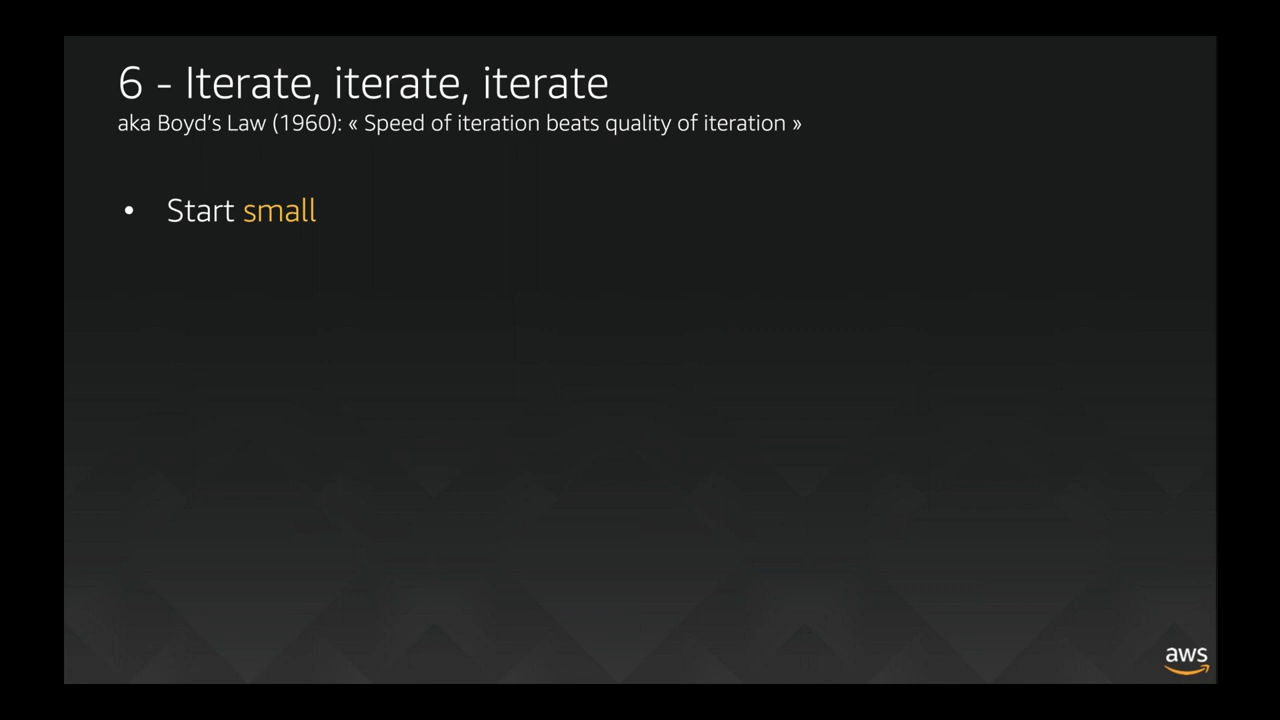 6 - Iterate, iterate, iterate
aka Boyd's Law (1960): « Speed of iteration beats quality of iteration »
• Start small
aws